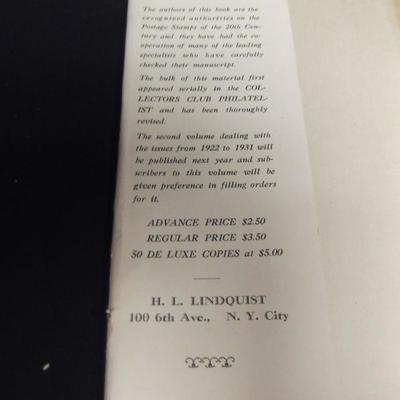 The authors of this book are the
recognized authorities on the
Postage Stamps of the 20th Cen-
tury and they have had the co-
operation of many of the leading
specialists who have carefully
checked their manuscript.
The bulk of this material first
appeared serially in the COL-
LECTORS CLUB PHILATEL-
IST and has been thoroughly
revised.
The second volume dealing with
the issues from 1922 to 1931 will
be published next year and sub-
scribers to this volume will be
given preference in filling orders
for it.
ADVANCE PRICE $2.50
REGULAR PRICE $3.50
50 DE LUXE COPIES at $5.00
H. L. LINDQUIST
100 6th Ave., N. Y. City